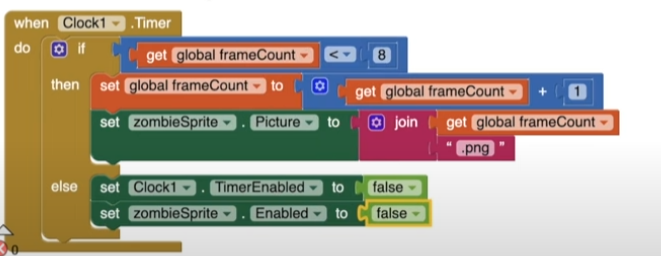 when Clock1 .Timer
do if get global frameCount < 8
then set global frameCount to get global frameCount + 1
set zombieSprite . Picture to join get global frameCount
" .png "
else set Clock1 . TimerEnabled to false
set zombieSprite . Enabled to false
0